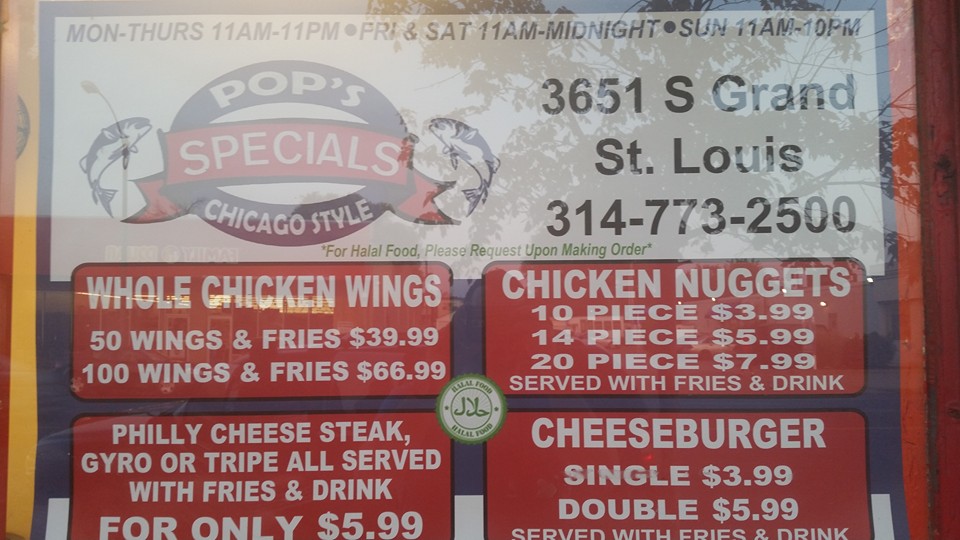 MON-THURS 11AM-11PM ● FRI & SAT 11AM-MIDNIGHT ● SUN 11AM-10PM
POP'S
SPECIALS
CHICAGO STYLE
3651 S Grand
St. Louis
314-773-2500
*For Halal Food, Please Request Upon Making Order*
WHOLE CHICKEN WINGS
50 WINGS & FRIES $39.99
100 WINGS & FRIES $66.99
CHICKEN NUGGETS
10 PIECE $3.99
14 PIECE $5.99
20 PIECE $7.99
SERVED WITH FRIES & DRINK
HALAL FOOD
حلال
HALAL FOOD
PHILLY CHEESE STEAK,
GYRO OR TRIPE ALL SERVED
WITH FRIES & DRINK
FOR ONLY $5.99
CHEESEBURGER
SINGLE $3.99
DOUBLE $5.99
SERVED WITH FRIES & DRINK